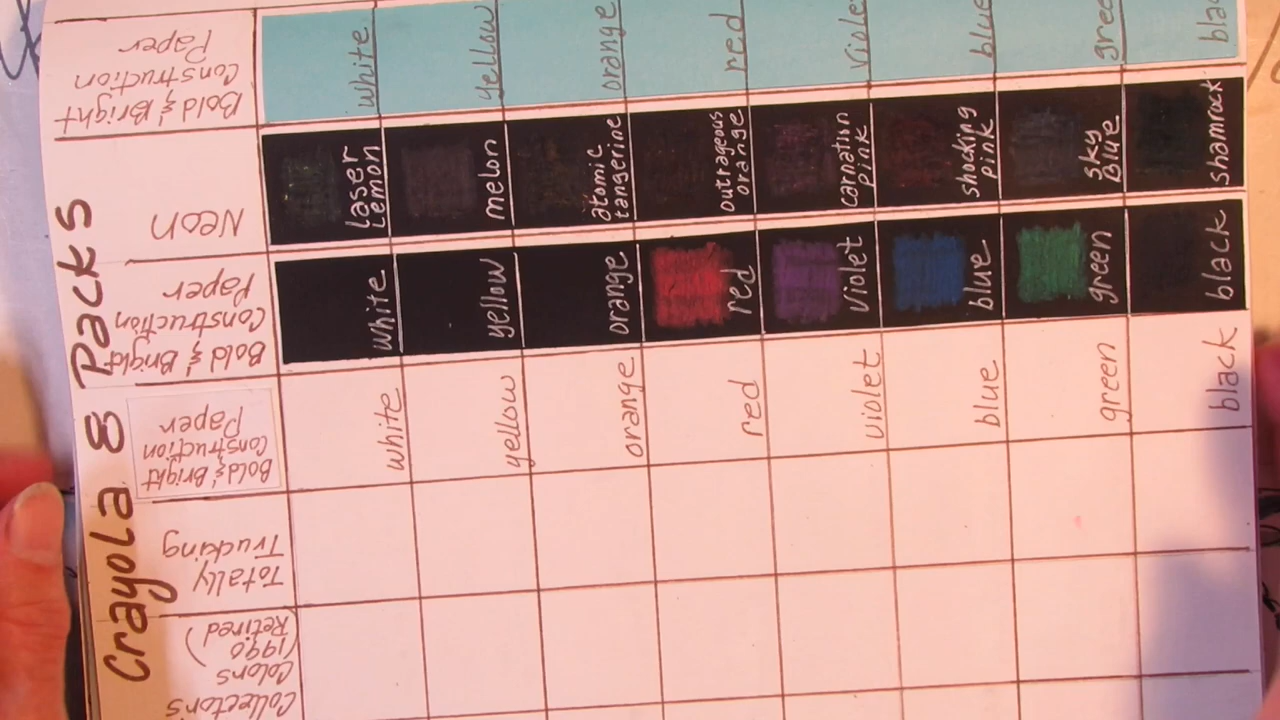 Crayola 8 Packs
Bold & Bright
Construction
Paper
white
yellow
orange
red
violet
blue
green
blac
Neon
Laser
Lemon
melon
atomic
tangerine
outrageous
orange
carnation
pink
shocking
pink
Sky
Blue
shamrock
Bold & Bright
Construction
Paper
white
yellow
orange
red
violet
blue
green
black
Bold & Bright
Construction
Paper
white
yellow
orange
red
violet
blue
green
black
Totally
Trucking
Collectors
Colors
(1990
Retired)